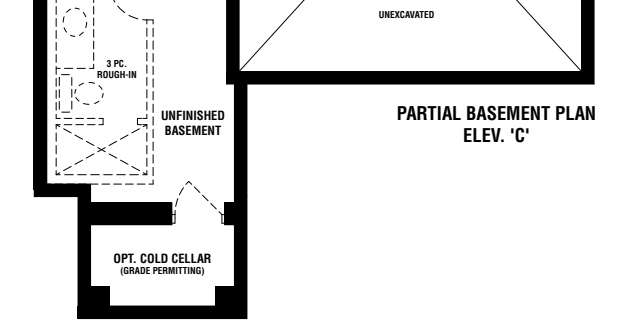 UNEXCAVATED
3 PC.
ROUGH-IN
UNFINISHED
BASEMENT
PARTIAL BASEMENT PLAN
ELEV. 'C'
OPT. COLD CELLAR
(GRADE PERMITTING)